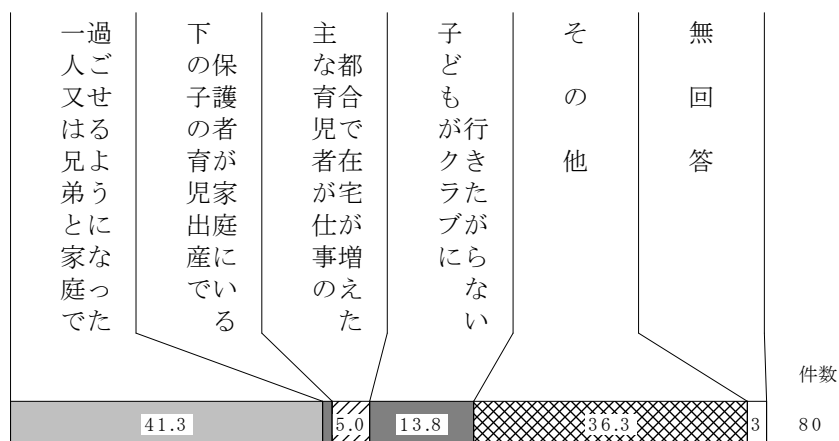 一人又は兄弟と家庭で
過ごせるようになった
下の子の育児出産で
保護者が家庭にいる
主な育児者が仕事の
都合で在宅が増えた
子どもがクラブに
行きたがらない
その他
無回答
件数
41.3
5.0
13.8
36.3
3
80